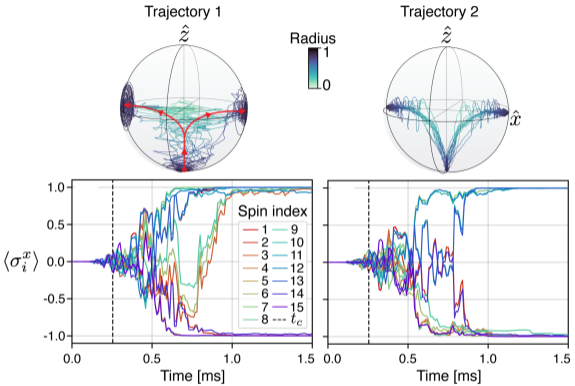 Trajectory 1
Trajectory 2
ẑ
Radius
1
0
ẑ
x̂
1.0
0.5
0.0
-0.5
-1.0
⟨σᵢˣ⟩
Spin index
1 9
2 10
3 11
4 12
5 13
6 14
7 15
8 t_c
0.0 0.5 1.0 1.5
0.0 0.5 1.0 1.5
Time [ms]
Time [ms]